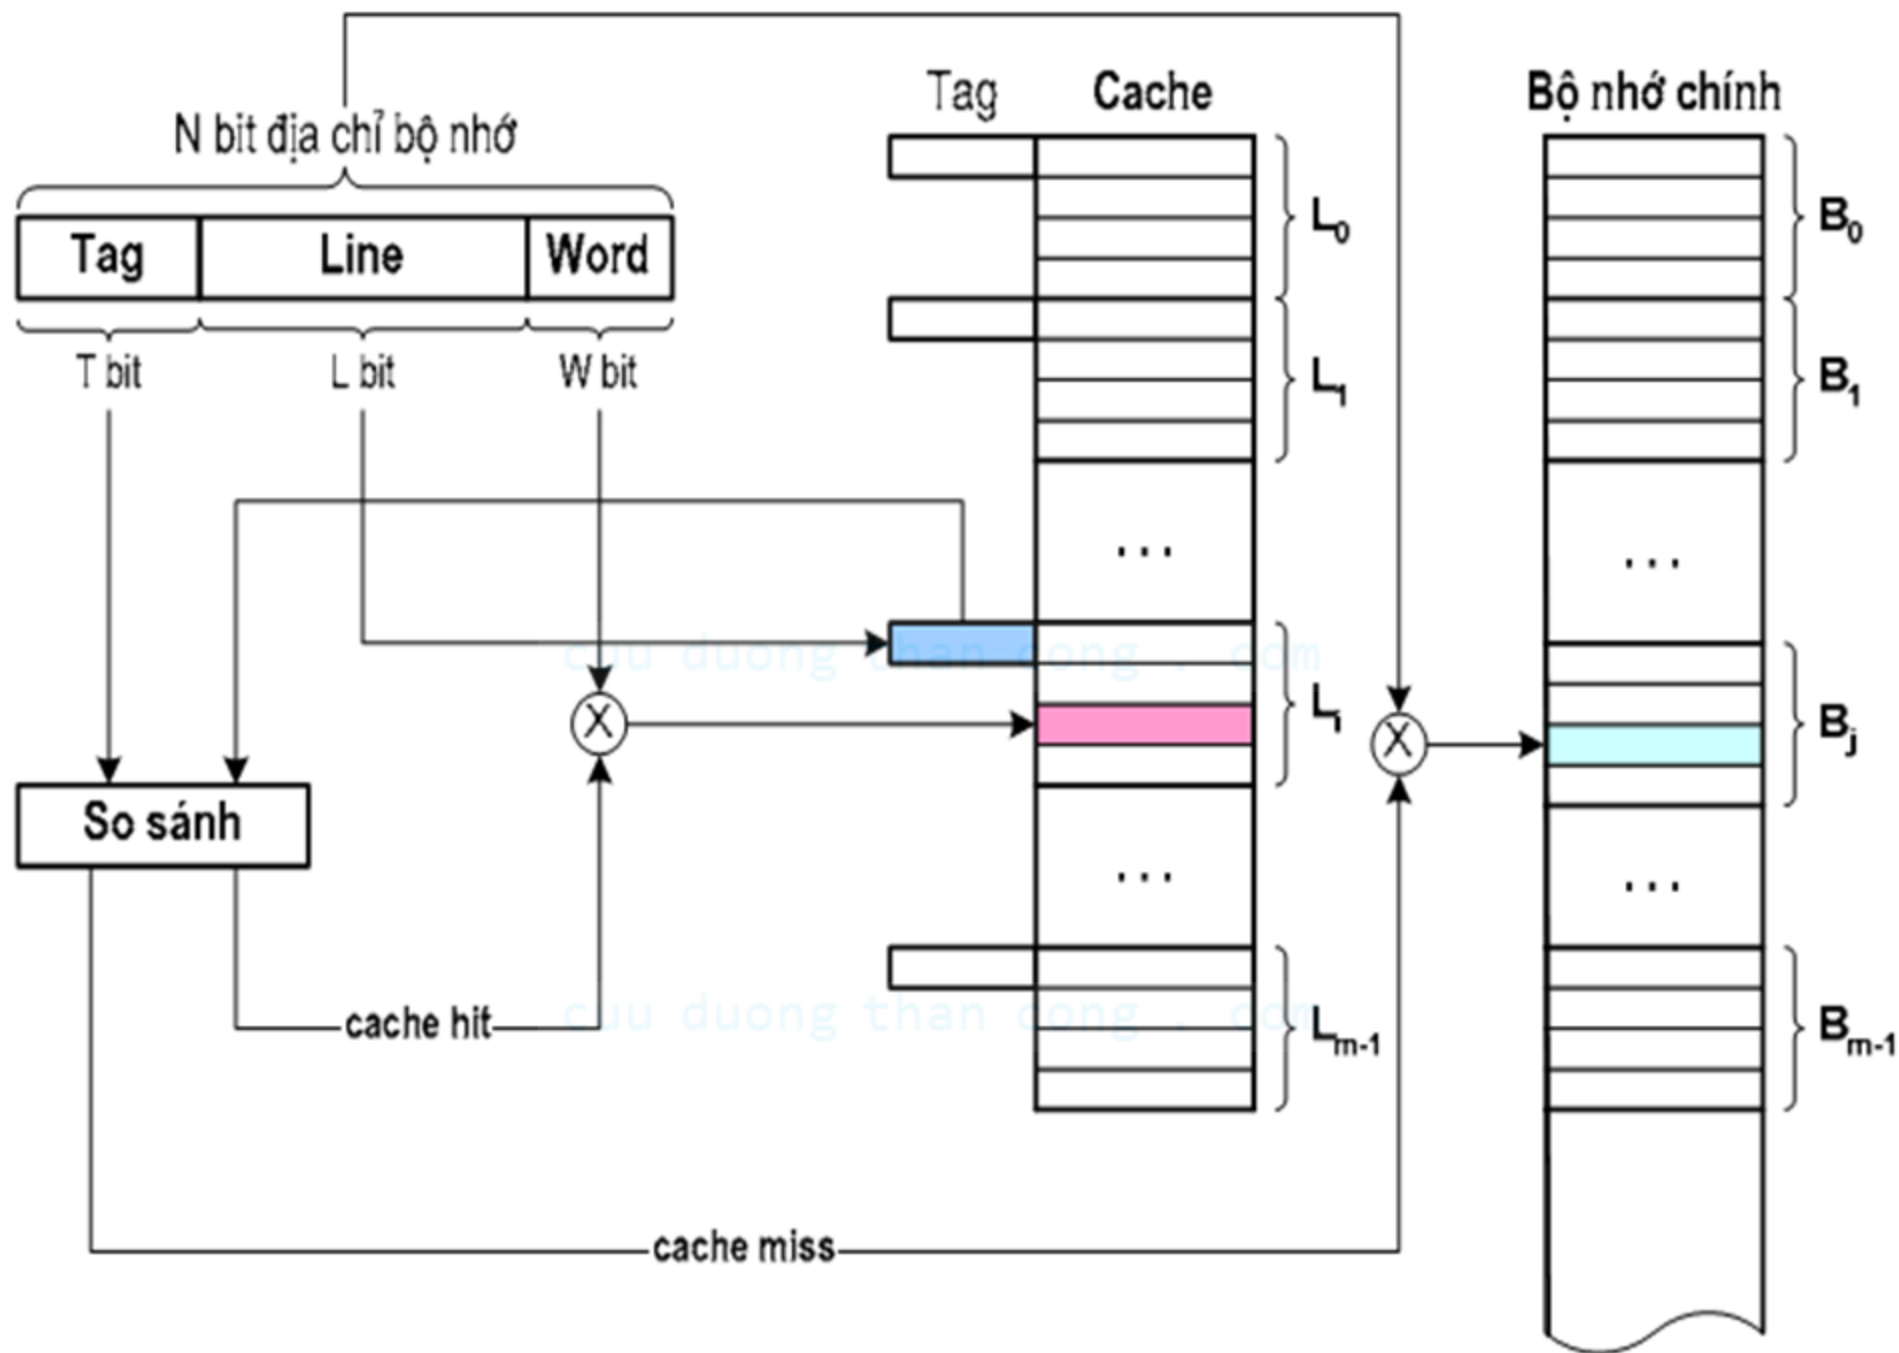 Tag
Cache
Bộ nhớ chính
N bit địa chỉ bộ nhớ
Tag Line Word
T bit L bit W bit
L0
B0
L1
B1
...
...
cuu duong than cong . com
X
Li
X
Bj
So sánh
...
...
cache hit
cuu duong than cong . com
Lm-1
Bm-1
cache miss